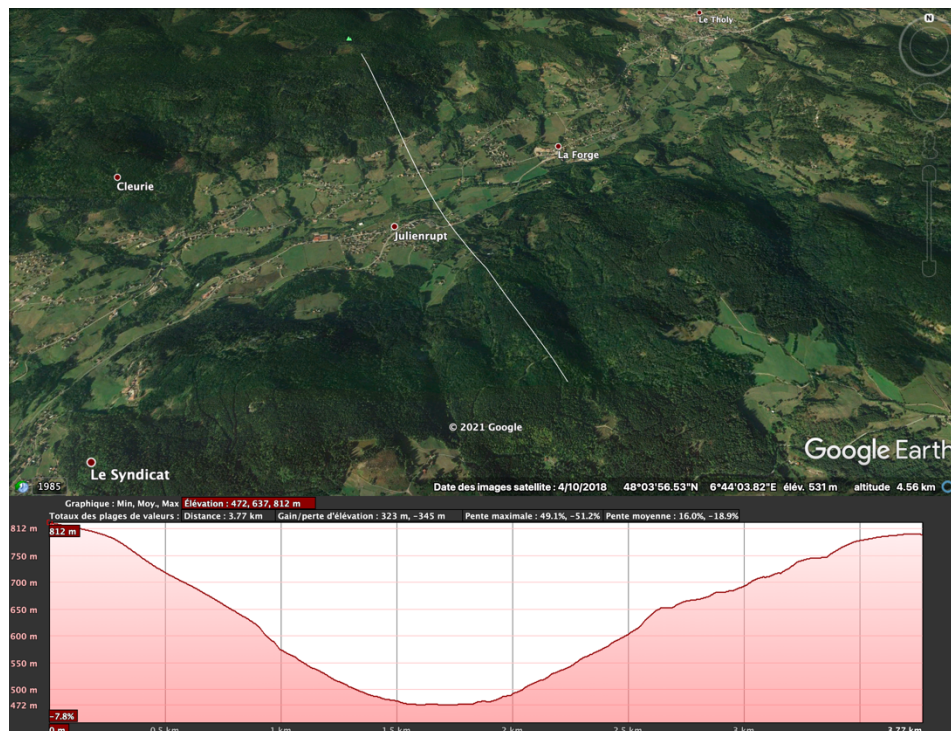 Le Tholy
N
La Forge
Cleurie
Julienrupt
© 2021 Google
Google Earth
Le Syndicat
1985
Date des images satellite : 4/10/2018 48°03'56.53"N 6°44'03.82"E élév. 531 m altitude 4.56 km
Graphique : Min, Moy., Max Élévation : 472, 637, 812 m
Totaux des plages de valeurs : Distance : 3.77 km Gain/perte d'élévation : 323 m, -345 m Pente maximale : 49.1%, -51.2% Pente moyenne : 16.0%, -18.9%
812 m
812 m
750 m
700 m
650 m
600 m
550 m
500 m
472 m
-7.8%
0 m 0.5 km 1 km 1.5 km 2 km 2.5 km 3 km 3.77 km